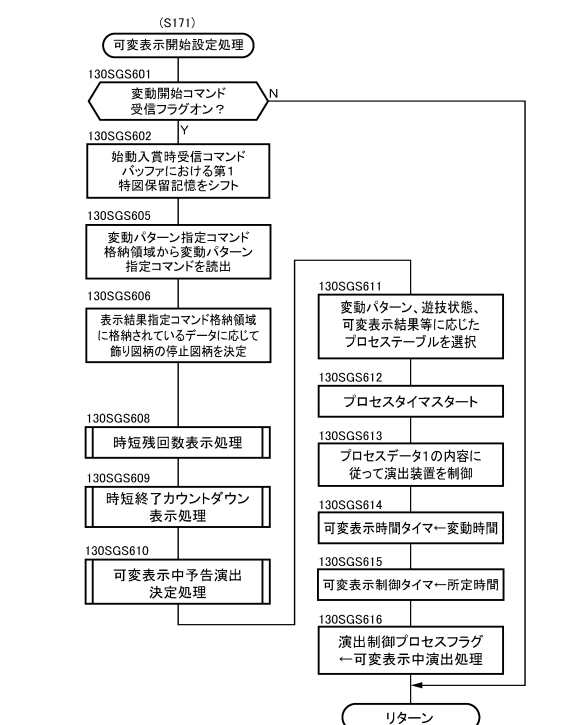 (S171)
可変表示開始設定処理
130SGS601
変動開始コマンド
受信フラグオン？
N
Y
130SGS602
始動入賞時受信コマンド
バッファにおける第1
特図保留記憶をシフト
130SGS605
変動パターン指定コマンド
格納領域から変動パターン
指定コマンドを読出
130SGS606
表示結果指定コマンド格納領域
に格納されているデータに応じて
飾り図柄の停止図柄を決定
130SGS608
時短残回数表示処理
130SGS609
時短終了カウントダウン
表示処理
130SGS610
可変表示中予告演出
決定処理
130SGS611
変動パターン、遊技状態、
可変表示結果等に応じた
プロセステーブルを選択
130SGS612
プロセスタイマスタート
130SGS613
プロセスデータ1の内容に
従って演出装置を制御
130SGS614
可変表示時間タイマ←変動時間
130SGS615
可変表示制御タイマ←所定時間
130SGS616
演出制御プロセスフラグ
←可変表示中演出処理
リターン